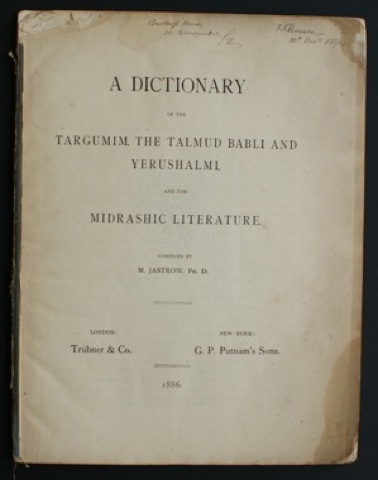 A DICTIONARY
OF THE
TARGUMIM, THE TALMUD BABLI AND
YERUSHALMI,
AND THE
MIDRASHIC LITERATURE.
COMPILED BY
M. JASTROW, PH. D.
LONDON:
Trübner & Co.
NEW YORK:
G. P. Putnam's Sons.
1886.